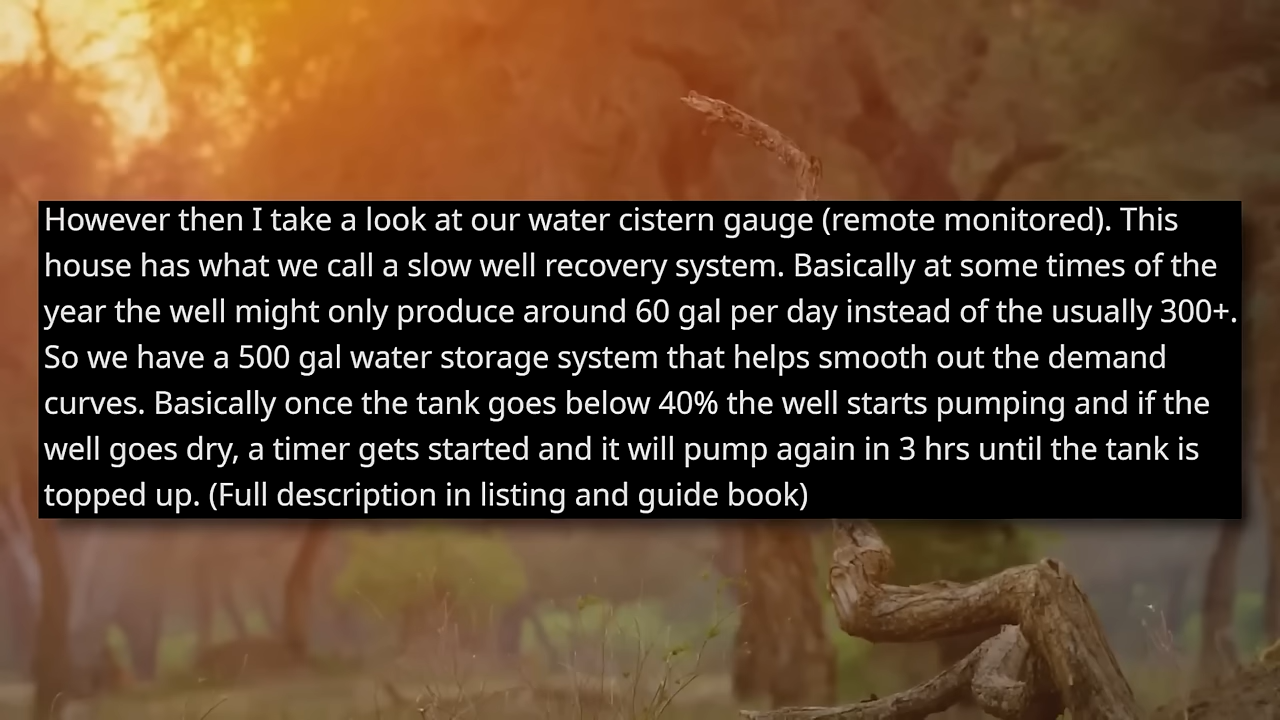 However then I take a look at our water cistern gauge (remote monitored). This
house has what we call a slow well recovery system. Basically at some times of the
year the well might only produce around 60 gal per day instead of the usually 300+.
So we have a 500 gal water storage system that helps smooth out the demand
curves. Basically once the tank goes below 40% the well starts pumping and if the
well goes dry, a timer gets started and it will pump again in 3 hrs until the tank is
topped up. (Full description in listing and guide book)